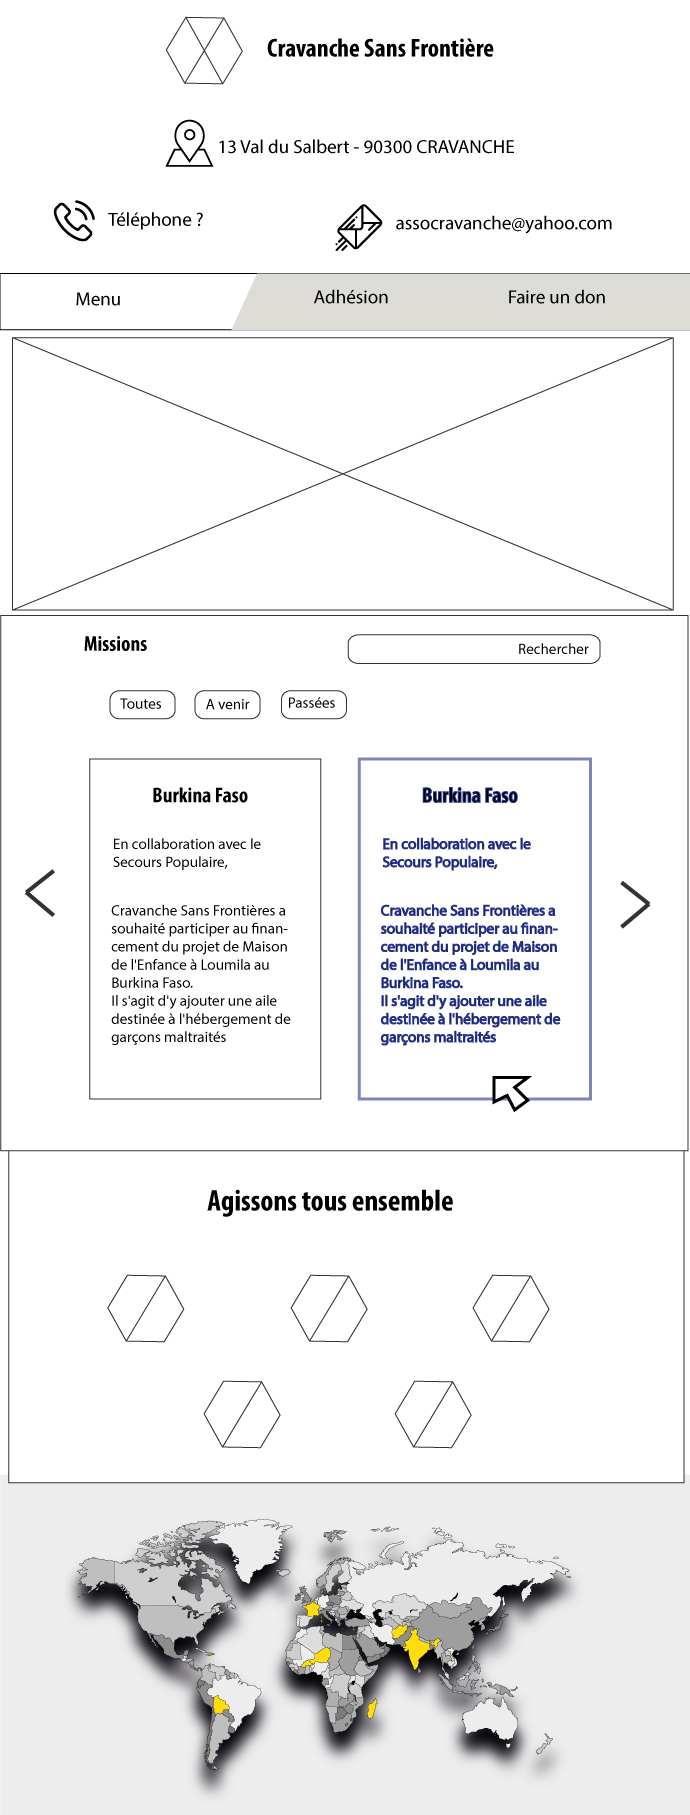 Cravanche Sans Frontière
13 Val du Salbert - 90300 CRAVANCHE
Téléphone ?
assocravanche@yahoo.com
Menu
Adhésion
Faire un don
Missions
Rechercher
Toutes
A venir
Passées
Burkina Faso
En collaboration avec le
Secours Populaire,
Cravanche Sans Frontières a
souhaité participer au finan-
cement du projet de Maison
de l'Enfance à Loumila au
Burkina Faso.
Il s'agit d'y ajouter une aile
destinée à l'hébergement de
garçons maltraités
Burkina Faso
En collaboration avec le
Secours Populaire,
Cravanche Sans Frontières a
souhaité participer au finan-
cement du projet de Maison
de l'Enfance à Loumila au
Burkina Faso.
Il s'agit d'y ajouter une aile
destinée à l'hébergement de
garçons maltraités
Agissons tous ensemble